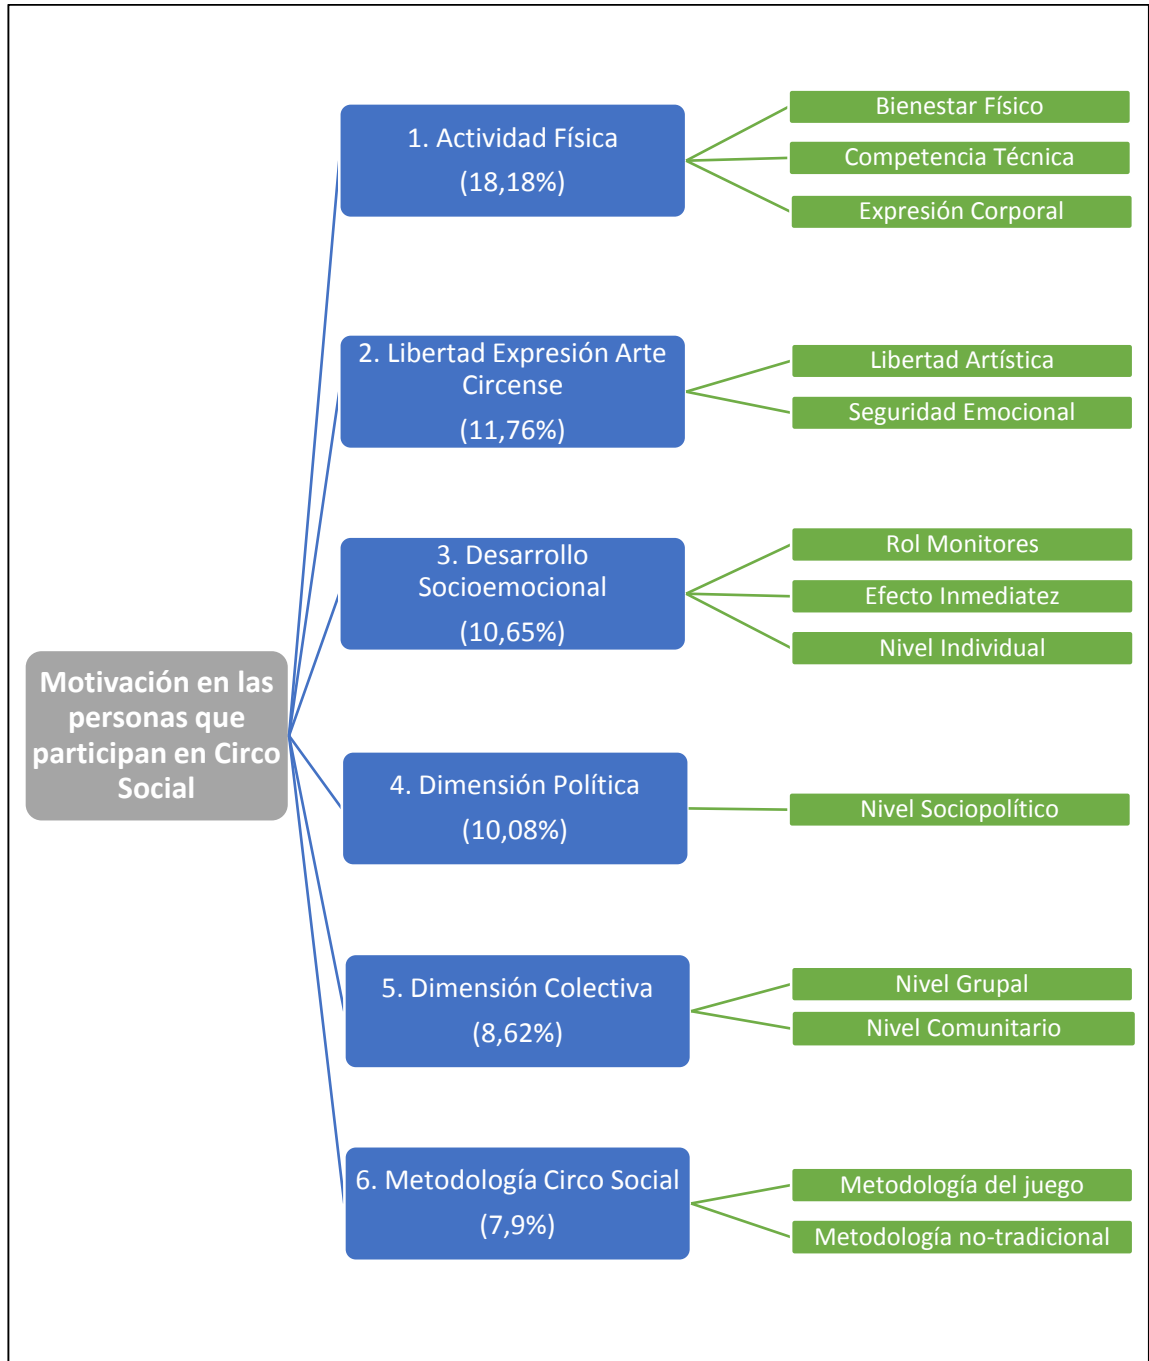 Motivación en las
personas que
participan en Circo
Social
1. Actividad Física
(18,18%)
Bienestar Físico
Competencia Técnica
Expresión Corporal
2. Libertad Expresión Arte
Circense
(11,76%)
Libertad Artística
Seguridad Emocional
3. Desarrollo
Socioemocional
(10,65%)
Rol Monitores
Efecto Inmediatez
Nivel Individual
4. Dimensión Política
(10,08%)
Nivel Sociopolítico
5. Dimensión Colectiva
(8,62%)
Nivel Grupal
Nivel Comunitario
6. Metodología Circo Social
(7,9%)
Metodología del juego
Metodología no-tradicional